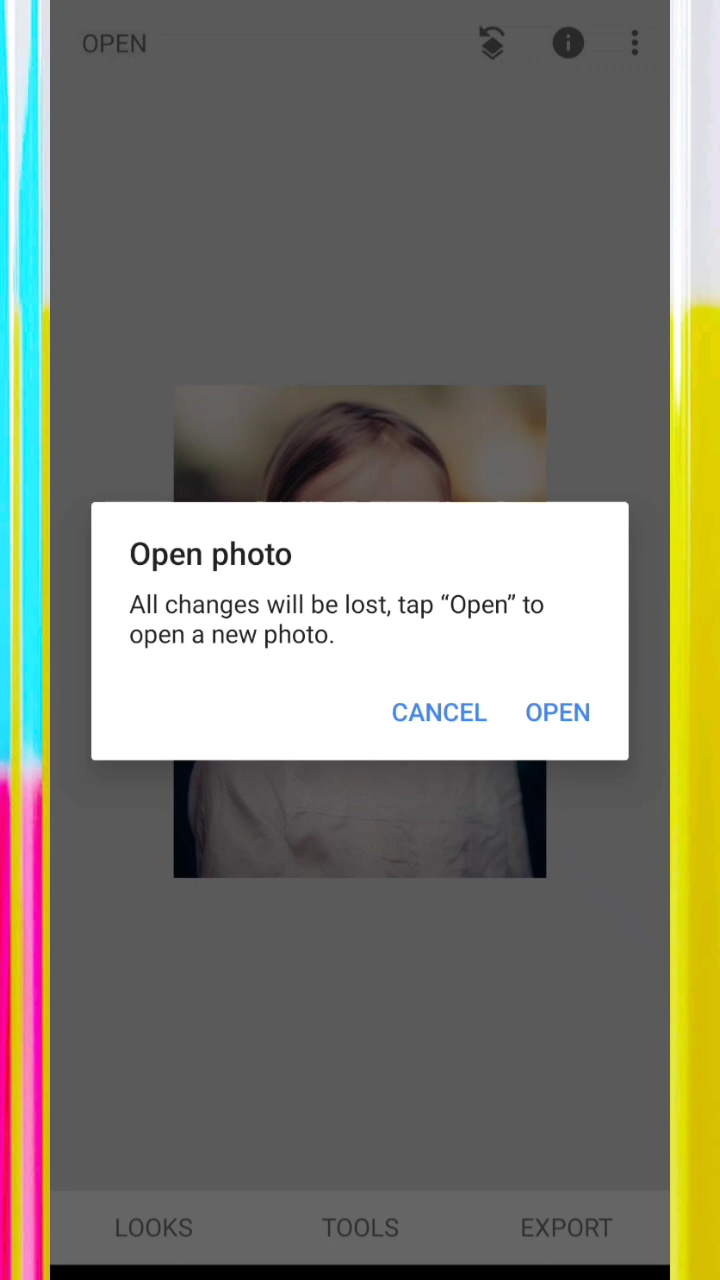 OPEN
Open photo
All changes will be lost, tap “Open” to
open a new photo.
CANCEL OPEN
LOOKS TOOLS EXPORT